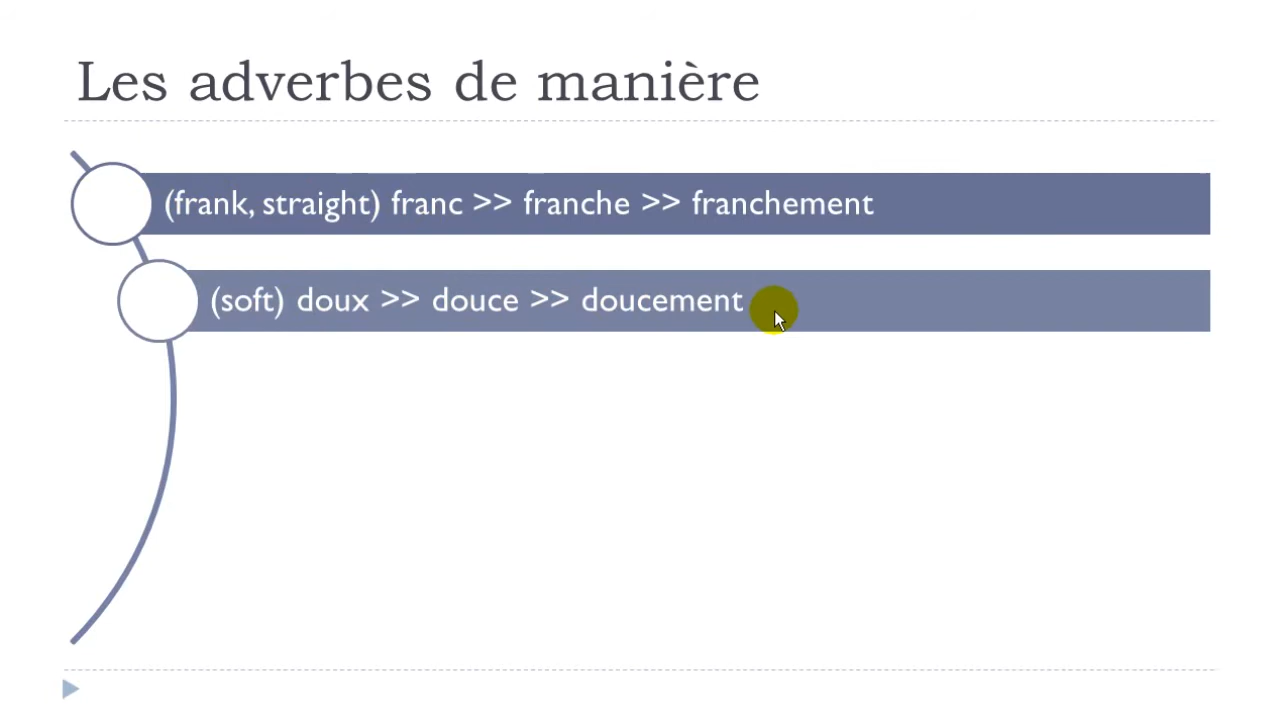 Les adverbes de manière
(frank, straight) franc >> franche >> franchement
(soft) doux >> douce >> doucement